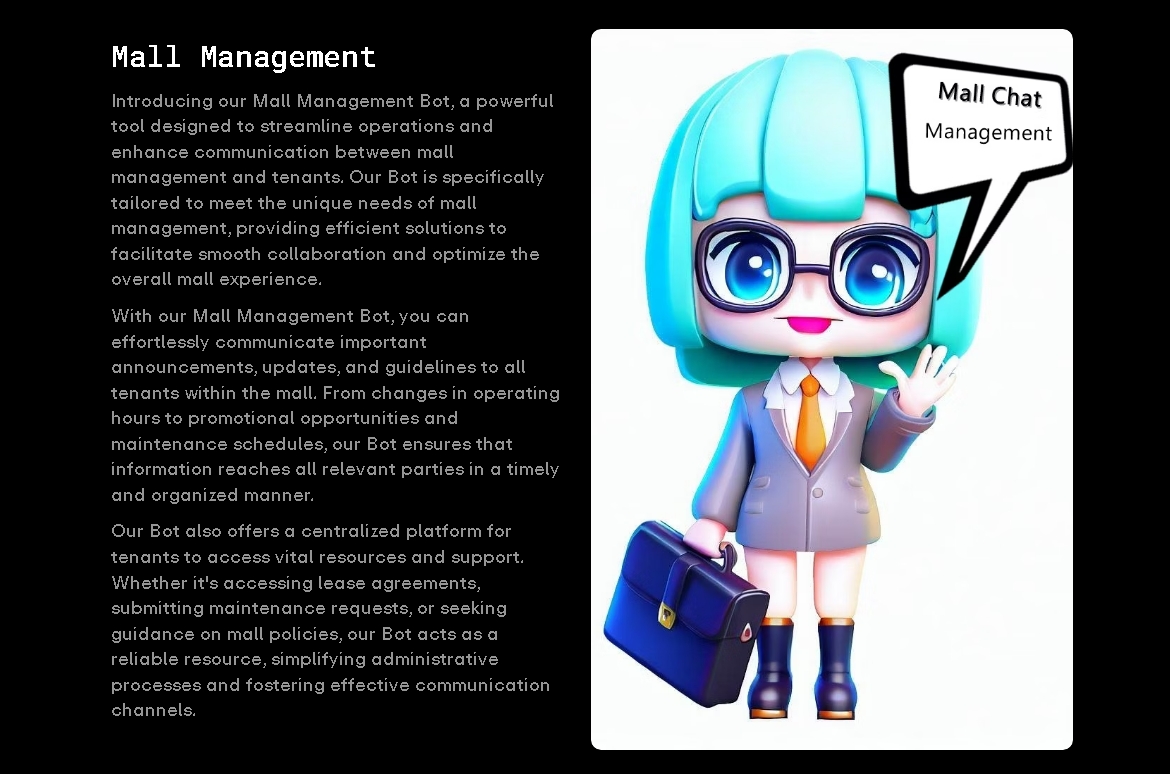 Mall Management
Introducing our Mall Management Bot, a powerful
tool designed to streamline operations and
enhance communication between mall
management and tenants. Our Bot is specifically
tailored to meet the unique needs of mall
management, providing efficient solutions to
facilitate smooth collaboration and optimize the
overall mall experience.
With our Mall Management Bot, you can
effortlessly communicate important
announcements, updates, and guidelines to all
tenants within the mall. From changes in operating
hours to promotional opportunities and
maintenance schedules, our Bot ensures that
information reaches all relevant parties in a timely
and organized manner.
Our Bot also offers a centralized platform for
tenants to access vital resources and support.
Whether it's accessing lease agreements,
submitting maintenance requests, or seeking
guidance on mall policies, our Bot acts as a
reliable resource, simplifying administrative
processes and fostering effective communication
channels.
Mall Chat
Management